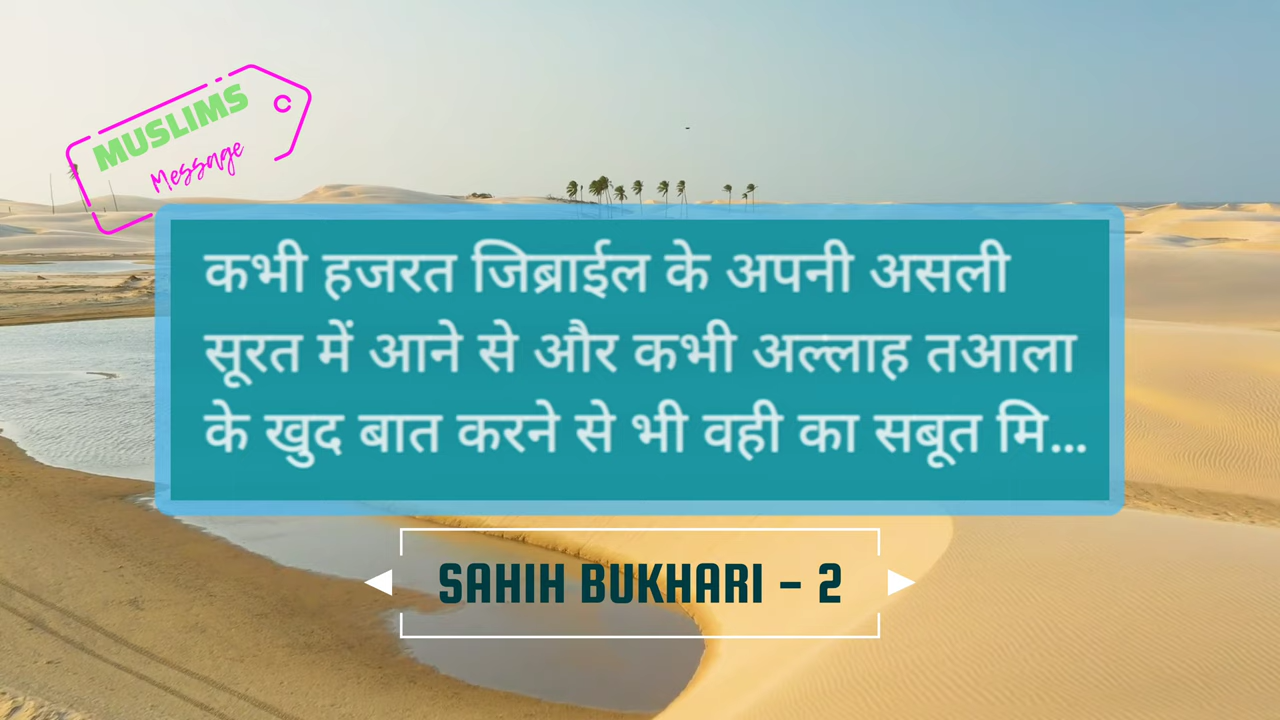 MUSLIMS
Message
कभी हजरत जिब्राईल के अपनी असली
सूरत में आने से और कभी अल्लाह तआला
के खुद बात करने से भी वही का सबूत मि...
SAHIH BUKHARI - 2